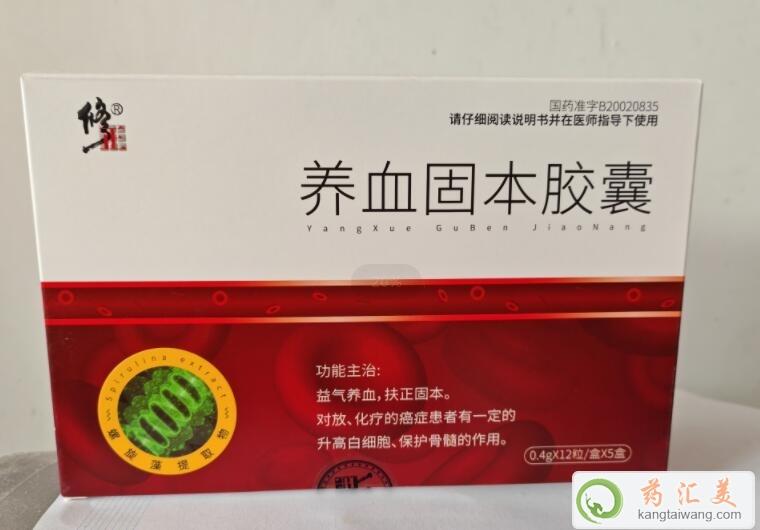 修
®
国药准字B20020835
请仔细阅读说明书并在医师指导下使用
养血固本胶囊
YangXue GuBen JiaoNang
20%
Spirulina extract
螺旋藻提取物
功能主治:
益气养血,扶正固本。
对放、化疗的癌症患者有一定的
升高白细胞、保护骨髓的作用。
0.4gX12粒/盒X5盒
药汇美
kangtaiwang.com